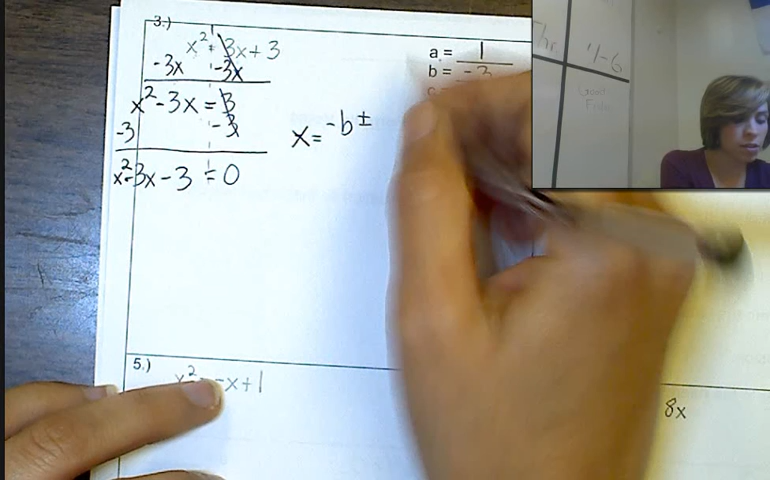 3.)
x² = 3x + 3
-3x -3x
x² - 3x = 3
-3 -3
x² - 3x - 3 = 0
a = 1
b = -3
x = -b ±
4-6
5.)
x² = -x + 1
8x